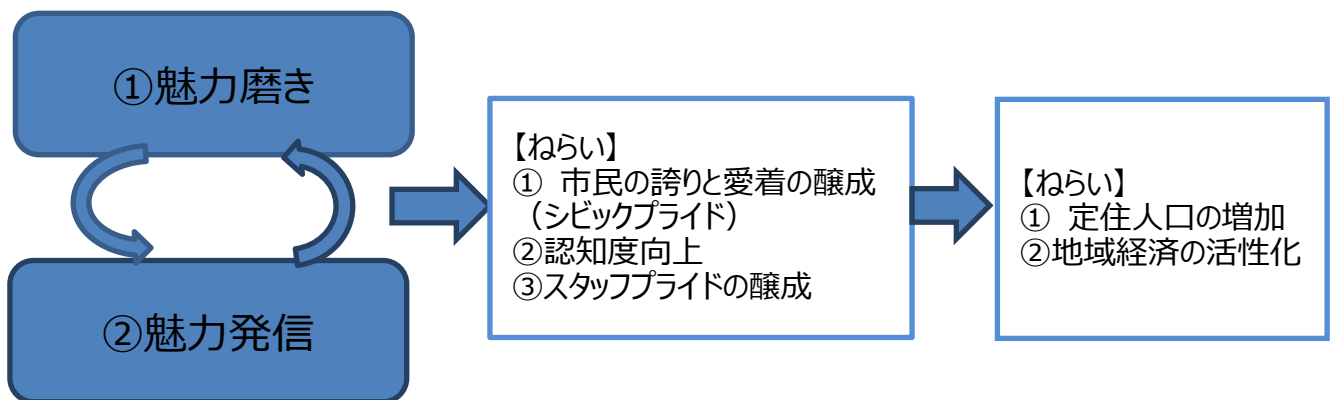 ①魅力磨き
②魅力発信
【ねらい】
① 市民の誇りと愛着の醸成
（シビックプライド）
②認知度向上
③スタッフプライドの醸成
【ねらい】
① 定住人口の増加
②地域経済の活性化